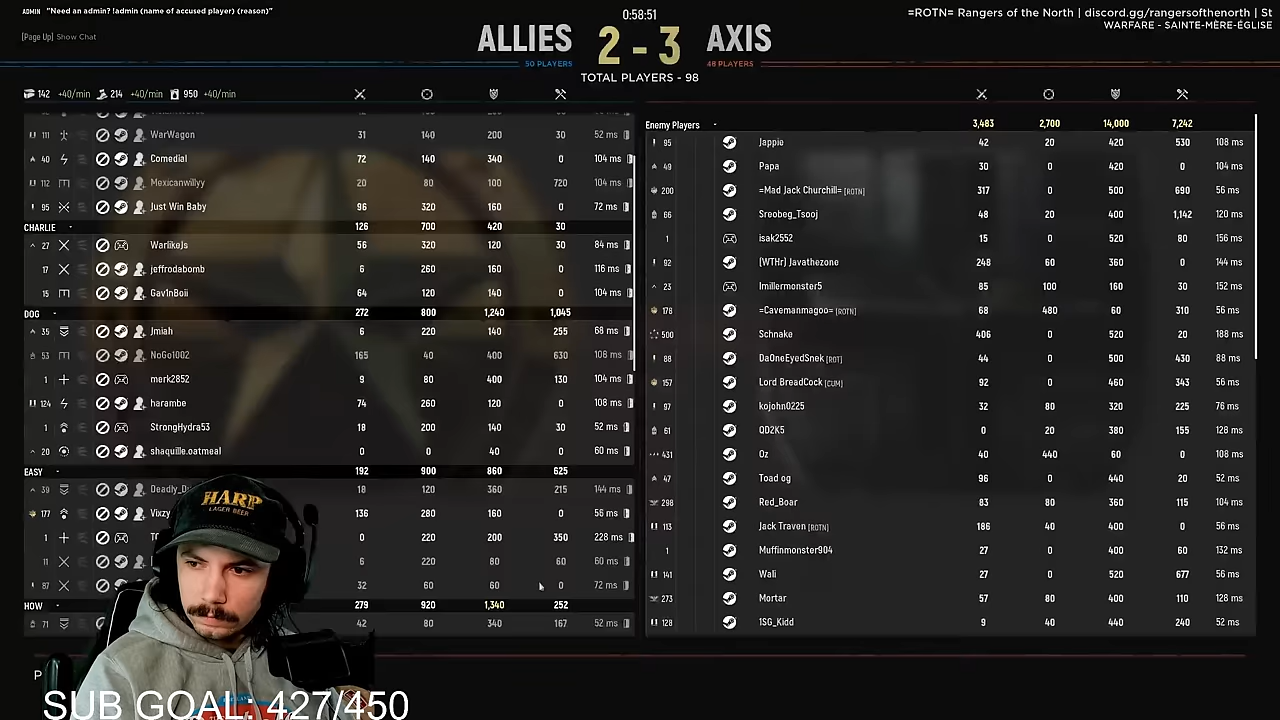 ADMIN "Need an admin? !admin (name of accused player) (reason)"
[Page Up] Show Chat
0:58:51
ALLIES 2 - 3 AXIS
50 PLAYERS 48 PLAYERS
TOTAL PLAYERS - 98
=ROTN= Rangers of the North | discord.gg/rangersofthenorth | St
WARFARE - SAINTE-MÈRE-ÉGLISE
142 +40/min 214 +40/min 950 +40/min
111 WarWagon 31 140 200 30 52 ms
40 Comedial 72 140 340 0 104 ms
112 Mexicanwillyy 20 80 100 720 104 ms
95 Just Win Baby 96 320 160 0 72 ms
CHARLIE - 126 700 420 30
27 WarlikeJs 56 320 120 30 84 ms
17 jeffrodabomb 6 260 160 0 116 ms
15 Gav1nBoii 64 120 140 0 104 ms
DOG - 272 800 1,240 1,045
35 Jmiah 6 220 140 255 68 ms
53 NoGo1002 165 40 400 630 108 ms
1 merk2852 9 80 400 130 104 ms
124 harambe 74 260 120 0 108 ms
1 StrongHydra53 18 200 140 30 52 ms
20 shaquille.oatmeal 0 0 40 0 60 ms
EASY - 192 900 860 625
39 Deadly_D 18 120 360 215 144 ms
177 Vixzy 136 280 160 0 56 ms
1 0 220 200 350 228 ms
11 6 220 80 60 60 ms
87 32 60 60 0 72 ms
HOW - 279 920 1,340 252
71 42 80 340 167 52 ms
Enemy Players - 3,483 2,700 14,000 7,242
95 Jappie 42 20 420 530 108 ms
49 Papa 30 0 420 0 104 ms
200 =Mad Jack Churchill= [ROTN] 317 0 500 690 56 ms
66 Sreobeg_Tsooj 48 20 400 1,142 120 ms
1 isak2552 15 0 520 80 156 ms
92 (WTHr) Javathezone 248 60 360 0 144 ms
23 Imillermonster5 85 100 160 30 152 ms
178 =Cavemanmagoo= [ROTN] 68 480 60 310 56 ms
500 Schnake 406 0 520 20 188 ms
88 DaOneEyedSnek [ROT] 44 0 500 430 88 ms
157 Lord BreadCock [CUM] 92 0 460 343 56 ms
97 kojohn0225 32 80 320 225 76 ms
61 QD2K5 0 20 380 155 128 ms
431 Oz 40 440 60 0 108 ms
47 Toad og 96 0 440 20 52 ms
298 Red_Boar 83 80 360 115 104 ms
113 Jack Traven [ROTN] 186 40 400 0 56 ms
1 Muffinmonster904 27 0 400 60 132 ms
141 Wali 27 0 520 677 56 ms
273 Mortar 57 80 400 110 128 ms
128 1SG_Kidd 9 40 440 240 52 ms
HARP
LAGER BEER
P
SUB GOAL: 427/450